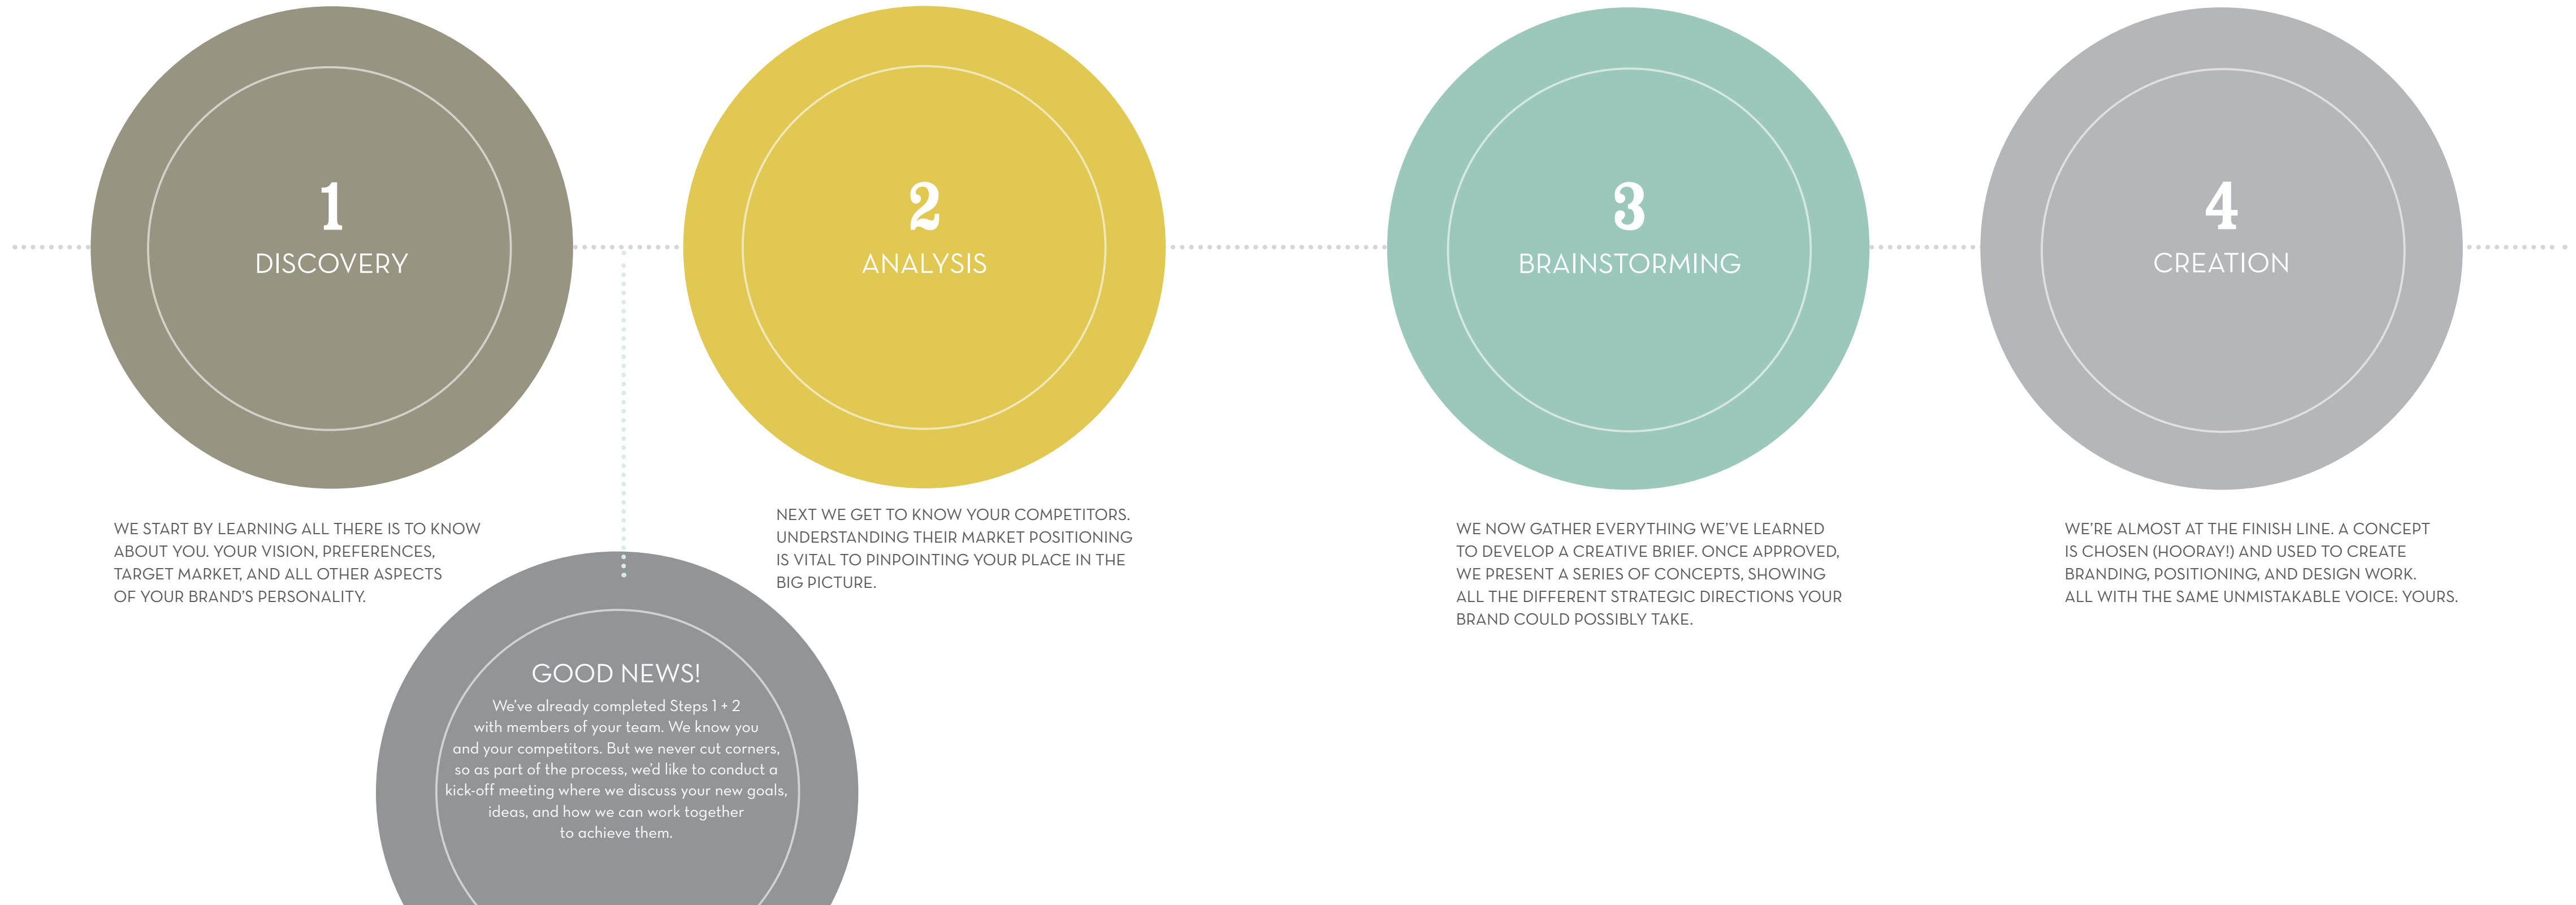 1
DISCOVERY
WE START BY LEARNING ALL THERE IS TO KNOW
ABOUT YOU. YOUR VISION, PREFERENCES,
TARGET MARKET, AND ALL OTHER ASPECTS
OF YOUR BRAND'S PERSONALITY.
2
ANALYSIS
NEXT WE GET TO KNOW YOUR COMPETITORS.
UNDERSTANDING THEIR MARKET POSITIONING
IS VITAL TO PINPOINTING YOUR PLACE IN THE
BIG PICTURE.
GOOD NEWS!
We've already completed Steps 1 + 2
with members of your team. We know you
and your competitors. But we never cut corners,
so as part of the process, we'd like to conduct a
kick-off meeting where we discuss your new goals,
ideas, and how we can work together
to achieve them.
3
BRAINSTORMING
WE NOW GATHER EVERYTHING WE'VE LEARNED
TO DEVELOP A CREATIVE BRIEF. ONCE APPROVED,
WE PRESENT A SERIES OF CONCEPTS, SHOWING
ALL THE DIFFERENT STRATEGIC DIRECTIONS YOUR
BRAND COULD POSSIBLY TAKE.
4
CREATION
WE'RE ALMOST AT THE FINISH LINE. A CONCEPT
IS CHOSEN (HOORAY!) AND USED TO CREATE
BRANDING, POSITIONING, AND DESIGN WORK.
ALL WITH THE SAME UNMISTAKABLE VOICE: YOURS.